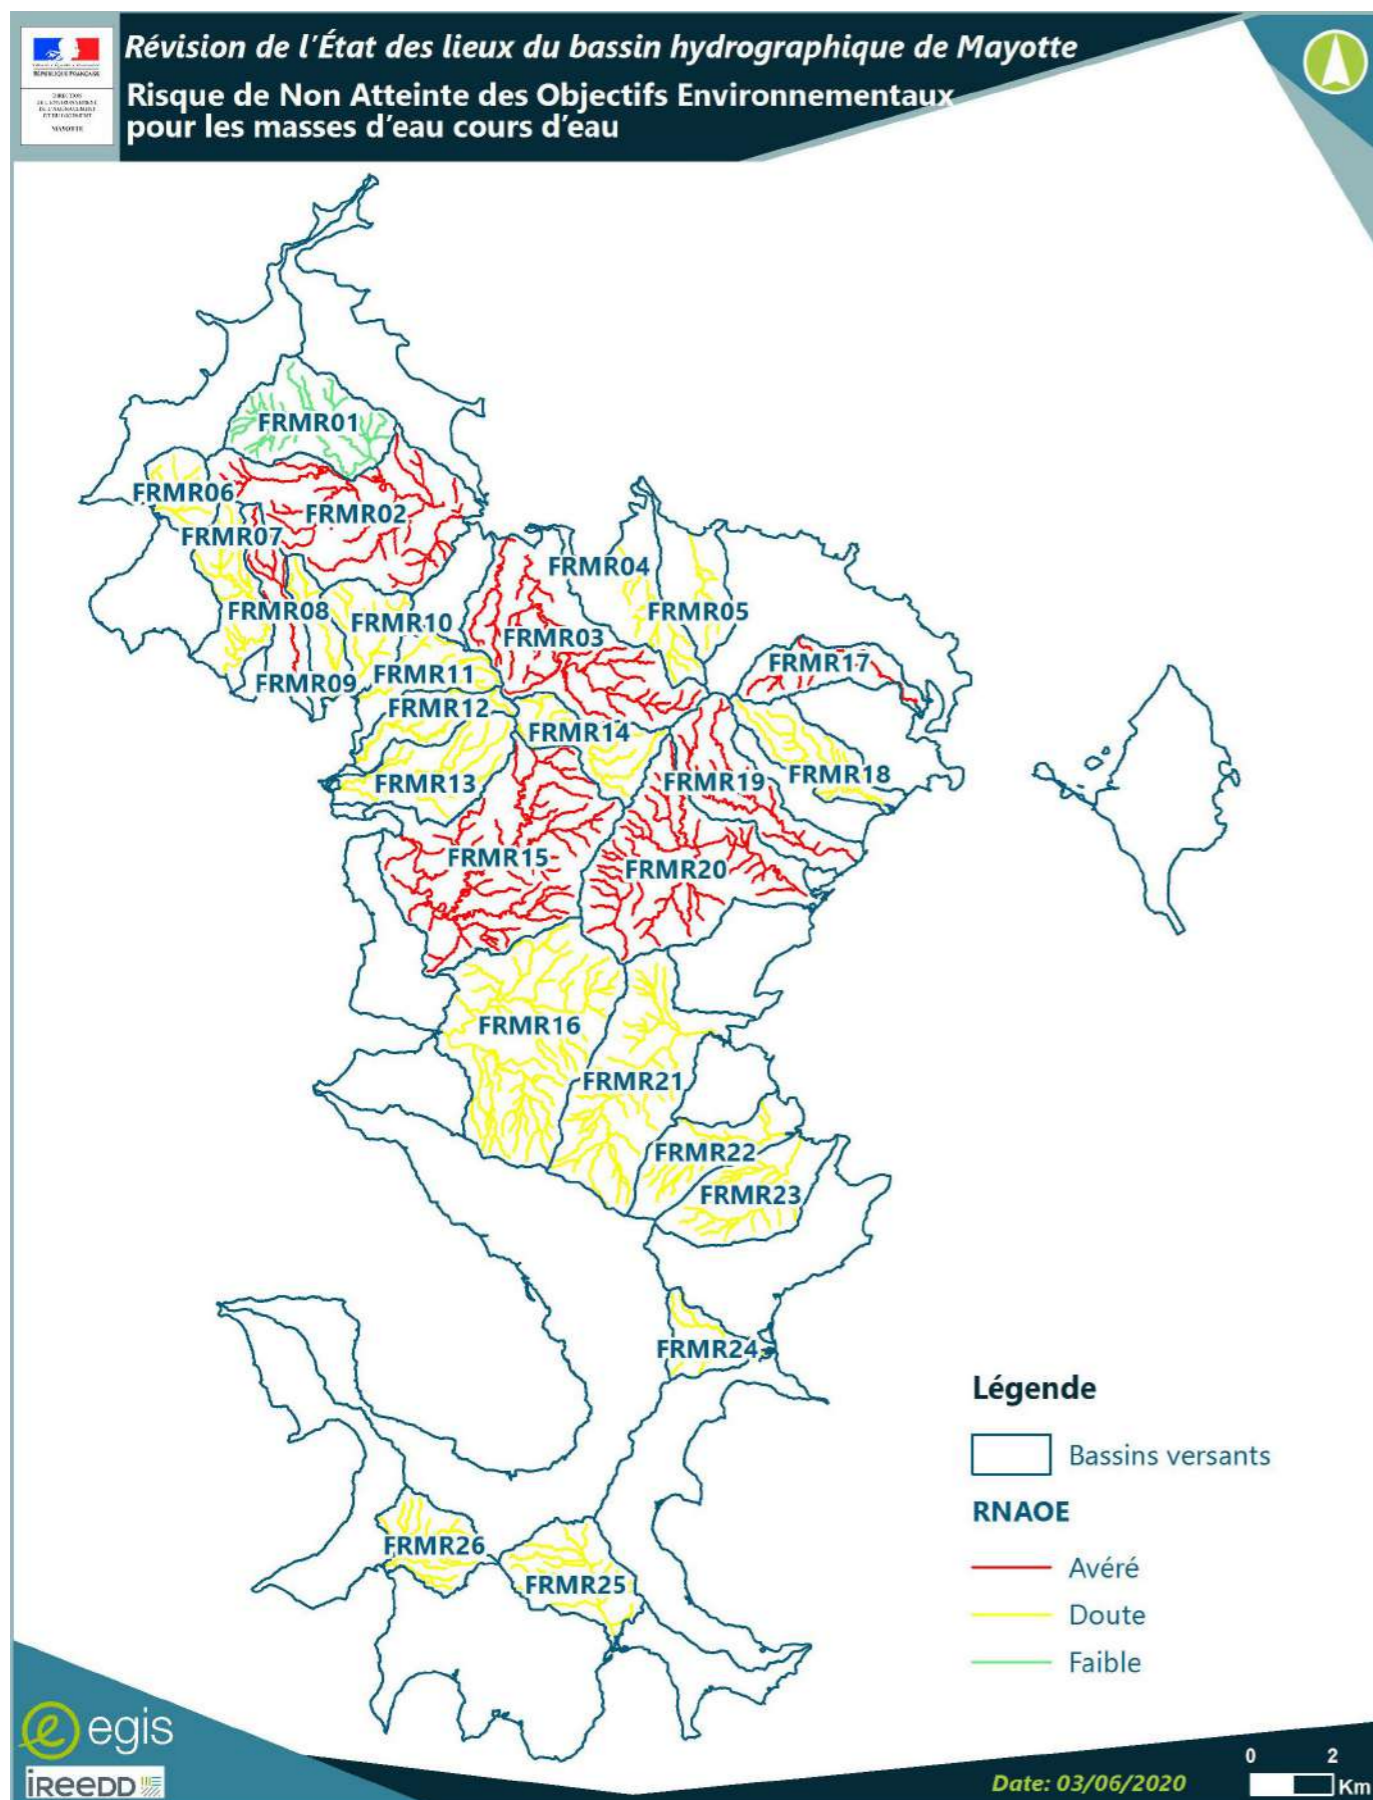 Révision de l'État des lieux du bassin hydrographique de Mayotte
Risque de Non Atteinte des Objectifs Environnementaux
pour les masses d'eau cours d'eau
RÉPUBLIQUE FRANÇAISE
MAYOTTE
FRMR01
FRMR06
FRMR02
FRMR07
FRMR04
FRMR08
FRMR05
FRMR10
FRMR03
FRMR17
FRMR11
FRMR09
FRMR12
FRMR14
FRMR18
FRMR19
FRMR13
FRMR15
FRMR20
FRMR16
FRMR21
FRMR22
FRMR23
FRMR24
FRMR26
FRMR25
Légende
Bassins versants
RNAOE
Avéré
Doute
Faible
egis
iReeDD
Date: 03/06/2020
0 2
Km